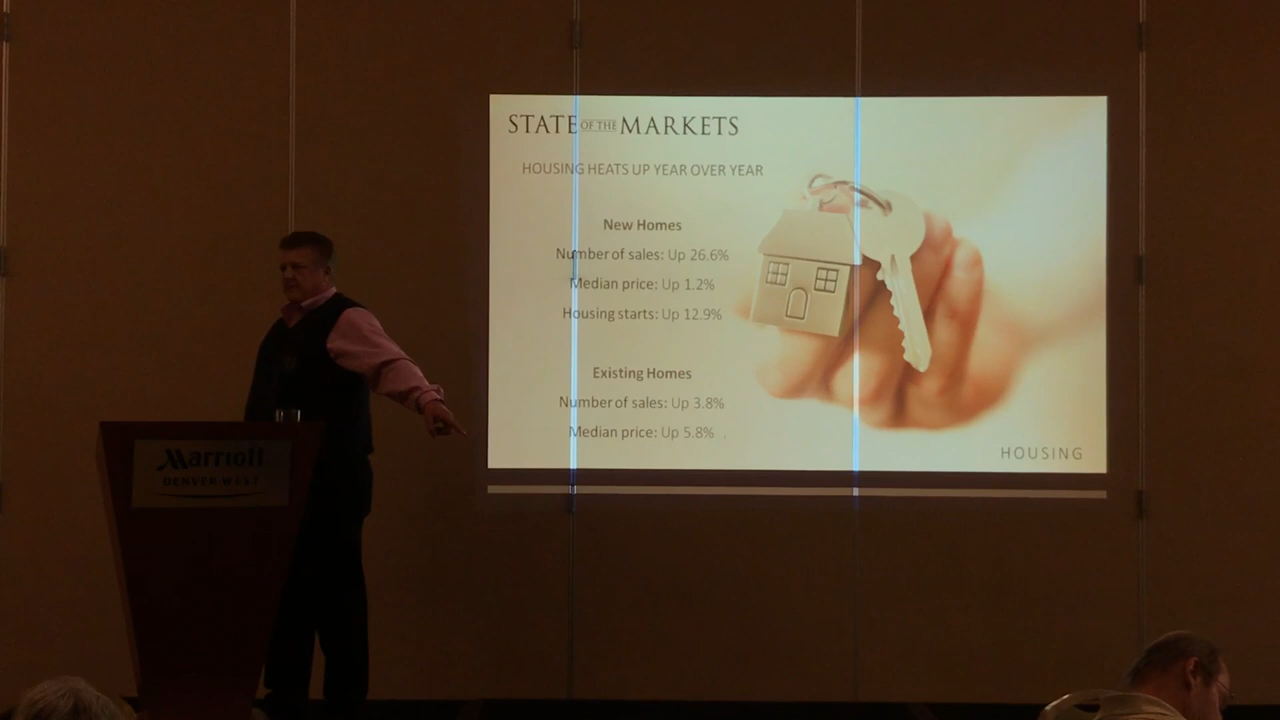 STATE OF THE MARKETS
HOUSING HEATS UP YEAR OVER YEAR
New Homes
Number of sales: Up 26.6%
Median price: Up 1.2%
Housing starts: Up 12.9%
Existing Homes
Number of sales: Up 3.8%
Median price: Up 5.8%
HOUSING
Marriott
DENVER WEST